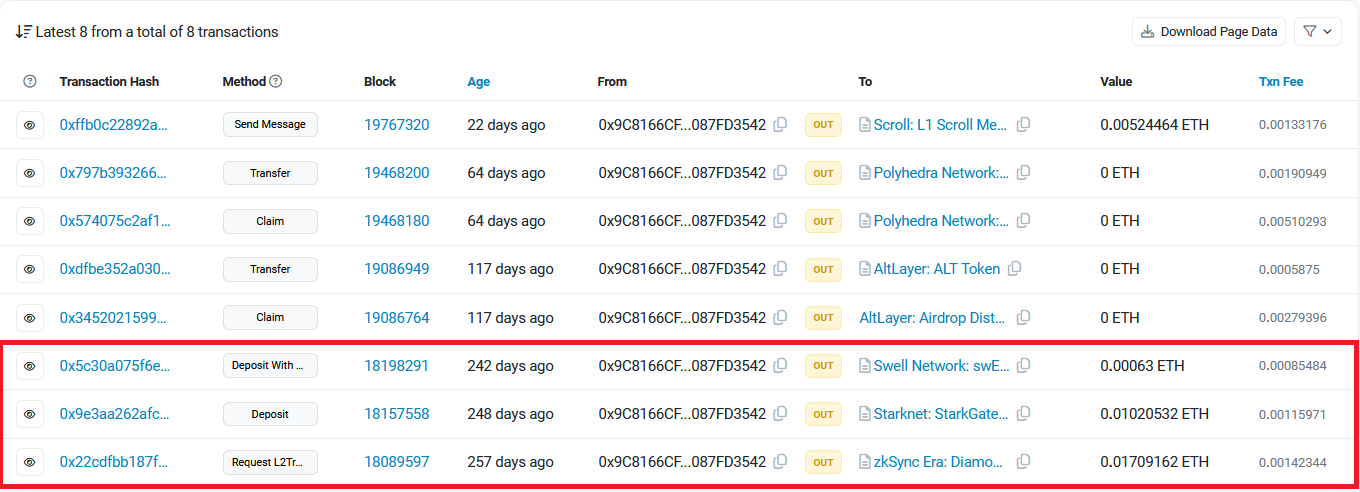 Latest 8 from a total of 8 transactions Download Page Data
Transaction Hash Method Block Age From To Value Txn Fee
0xffb0c22892a... Send Message 19767320 22 days ago 0x9C8166CF...087FD3542 OUT Scroll: L1 Scroll Me... 0.00524464 ETH 0.00133176
0x797b393266... Transfer 19468200 64 days ago 0x9C8166CF...087FD3542 OUT Polyhedra Network:... 0 ETH 0.00190949
0x574075c2af1... Claim 19468180 64 days ago 0x9C8166CF...087FD3542 OUT Polyhedra Network:... 0 ETH 0.00510293
0xdfbe352a030... Transfer 19086949 117 days ago 0x9C8166CF...087FD3542 OUT AltLayer: ALT Token 0 ETH 0.0005875
0x3452021599... Claim 19086764 117 days ago 0x9C8166CF...087FD3542 OUT AltLayer: Airdrop Dist... 0 ETH 0.00279396
0x5c30a075f6e... Deposit With ... 18198291 242 days ago 0x9C8166CF...087FD3542 OUT Swell Network: swE... 0.00063 ETH 0.00085484
0x9e3aa262afc... Deposit 18157558 248 days ago 0x9C8166CF...087FD3542 OUT Starknet: StarkGate... 0.01020532 ETH 0.00115971
0x22cdfbb187f... Request L2Tr... 18089597 257 days ago 0x9C8166CF...087FD3542 OUT zkSync Era: Diamo... 0.01709162 ETH 0.00142344